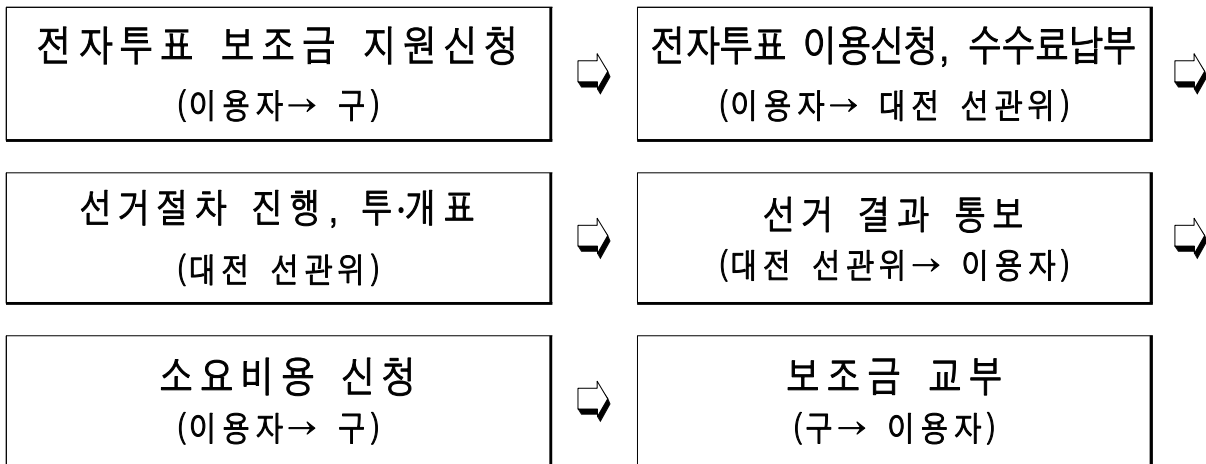 전자투표 보조금 지원신청
(이용자→ 구)
⇨
전자투표 이용신청, 수수료납부
(이용자→ 대전 선관위)
⇨
선거절차 진행, 투·개표
(대전 선관위)
⇨
선거 결과 통보
(대전 선관위→ 이용자)
⇨
소요비용 신청
(이용자→ 구)
⇨
보조금 교부
(구→ 이용자)